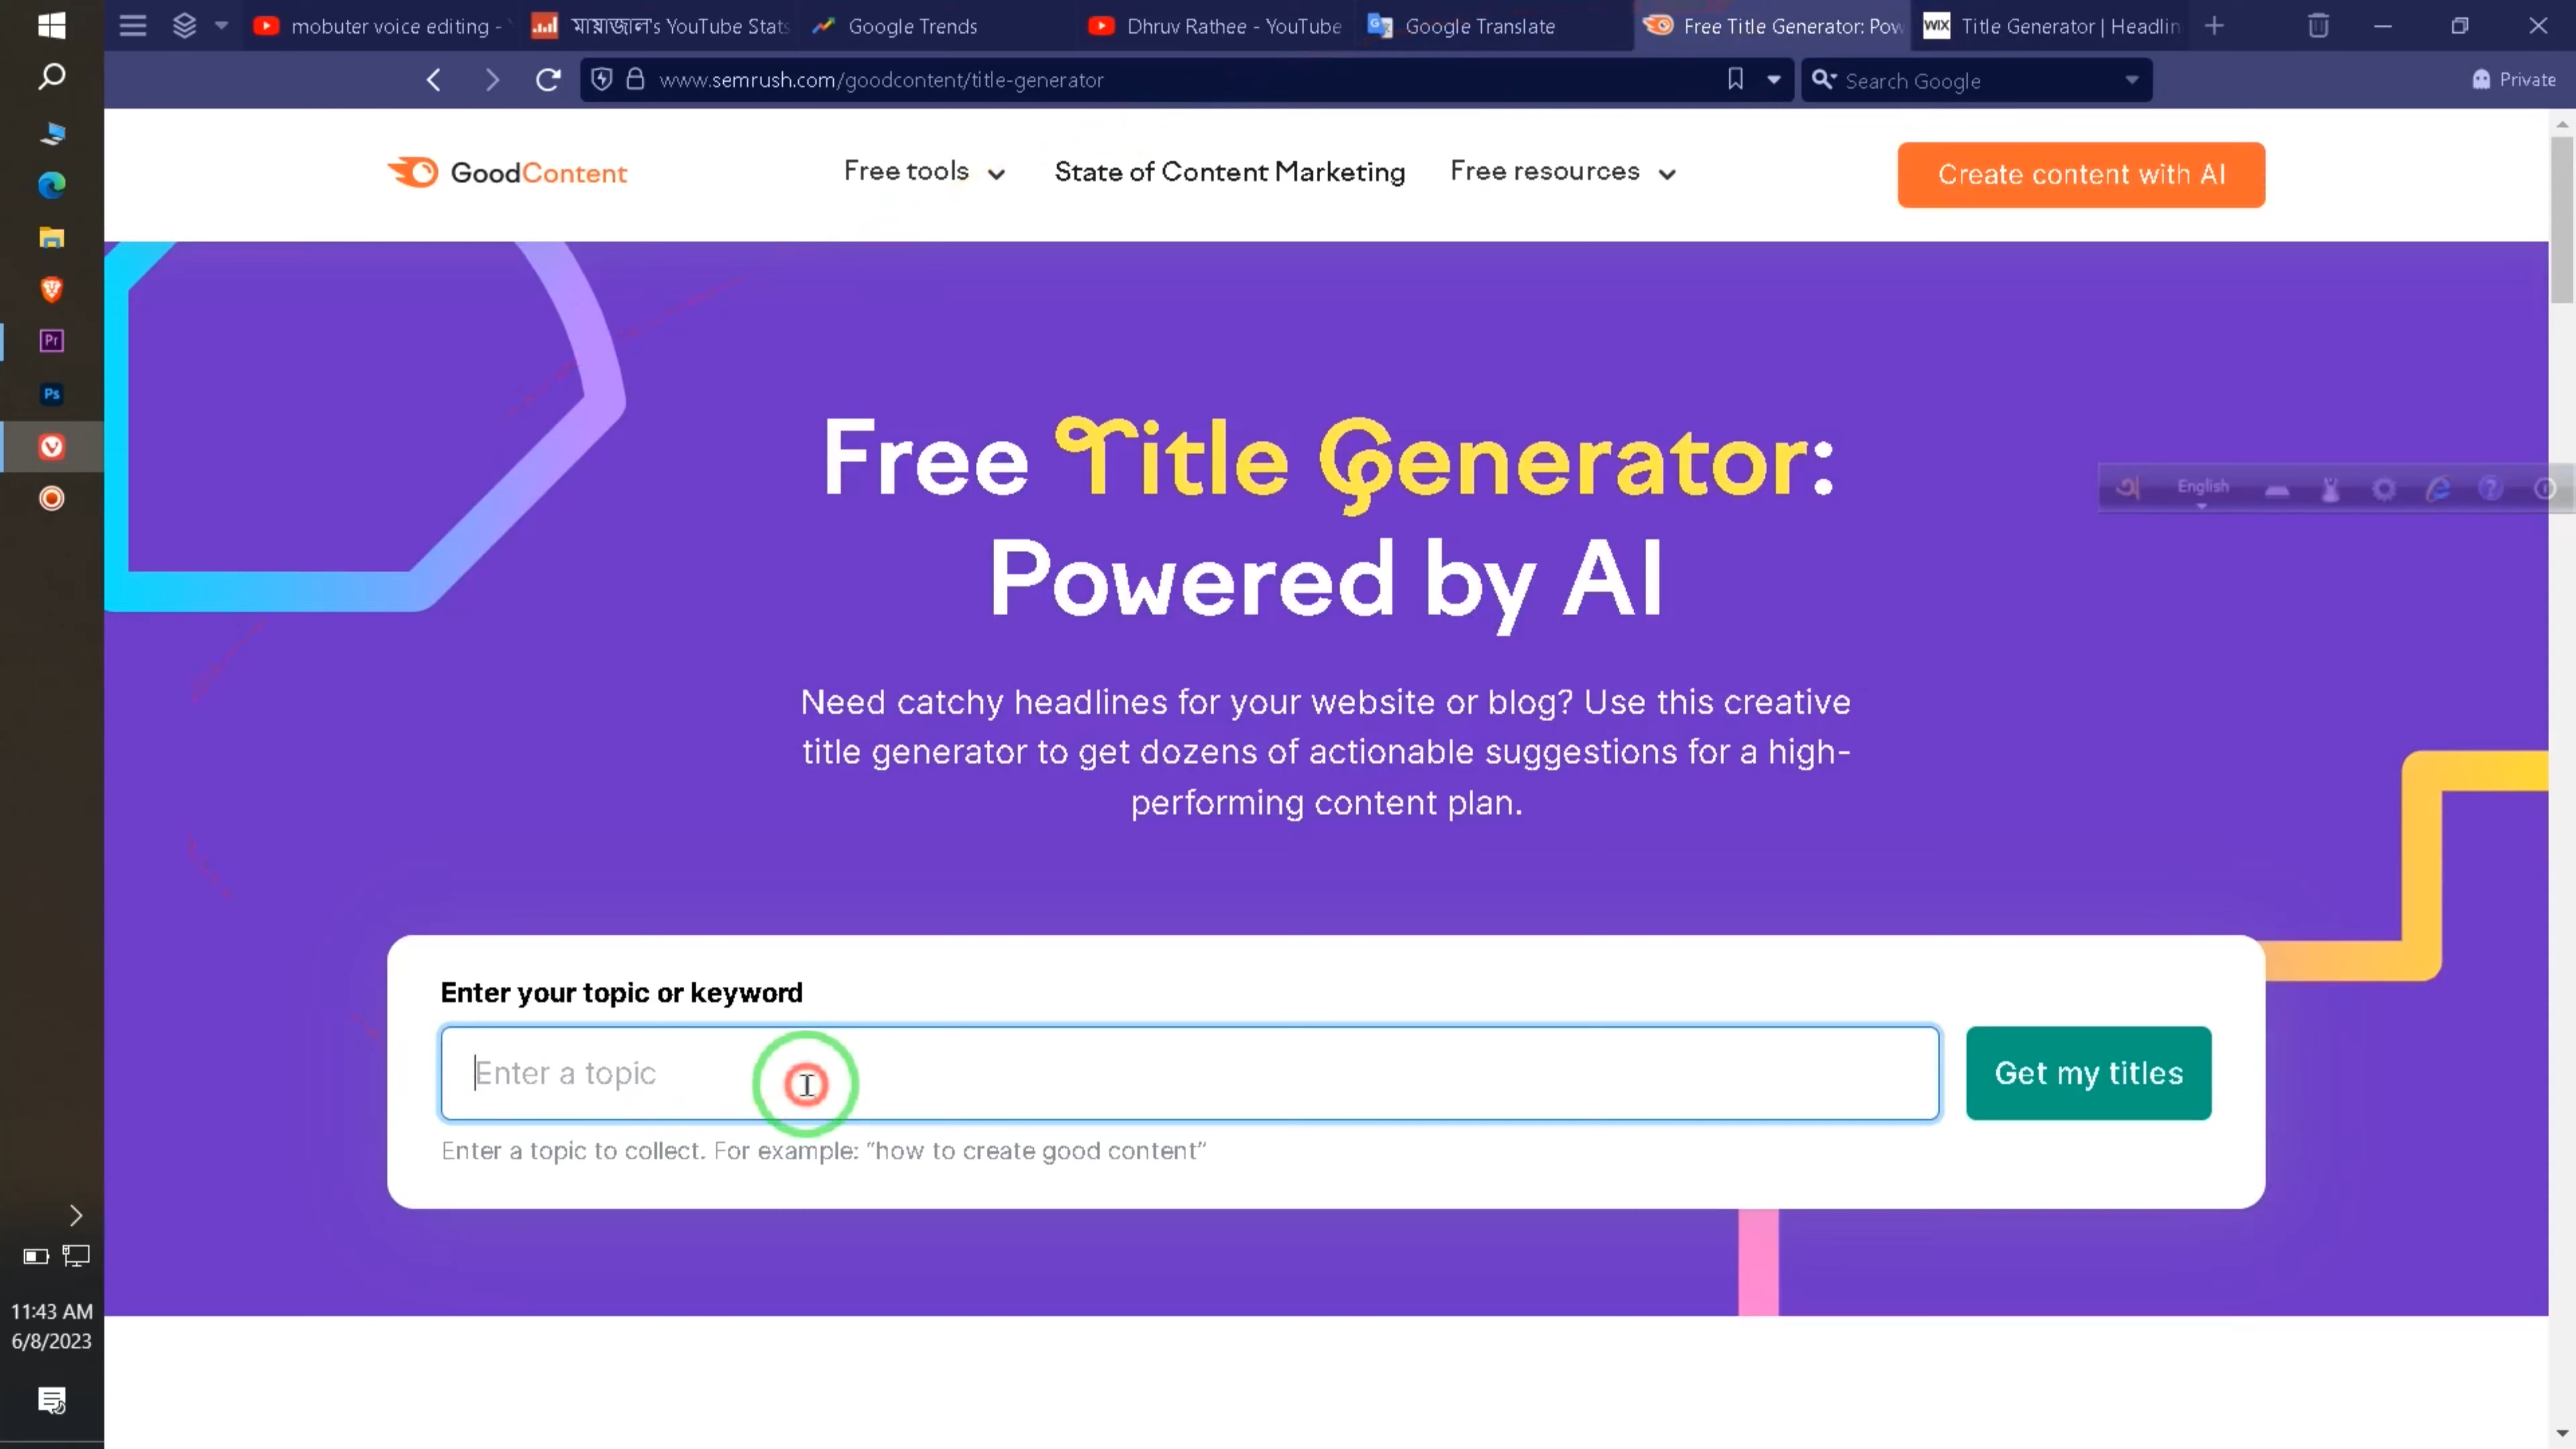 mobuter voice editing -
মায়াজাল's YouTube Stats
Google Trends
Dhruv Rathee - YouTube
Google Translate
Free Title Generator: Pow
WIX
Title Generator | Headlin
www.semrush.com/goodcontent/title-generator
Search Google
Private
GoodContent
Free tools
State of Content Marketing
Free resources
Create content with AI
Pr
Ps
Free Title Generator:
Powered by AI
English
Need catchy headlines for your website or blog? Use this creative
title generator to get dozens of actionable suggestions for a high-
performing content plan.
Enter your topic or keyword
Enter a topic
Get my titles
Enter a topic to collect. For example: “how to create good content”
11:43 AM
6/8/2023